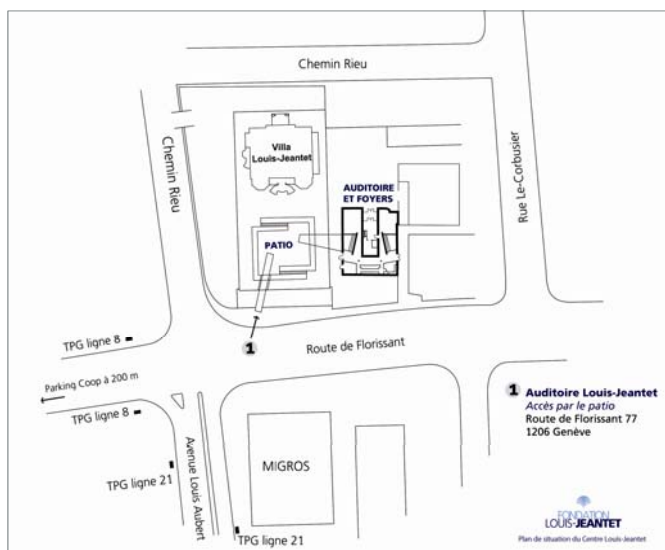 Chemin Rieu
Chemin Rieu
Villa
Louis-Jeantet
Rue Le-Corbusier
AUDITOIRE
ET FOYERS
PATIO
TPG ligne 8
1
Route de Florissant
Parking Coop à 200 m
TPG ligne 8
Avenue Louis Aubert
MIGROS
TPG ligne 21
TPG ligne 21
1 Auditoire Louis-Jeantet
Accès par le patio
Route de Florissant 77
1206 Genève
FONDATION
LOUIS-JEANTET
Plan de situation du Centre Louis-Jeantet